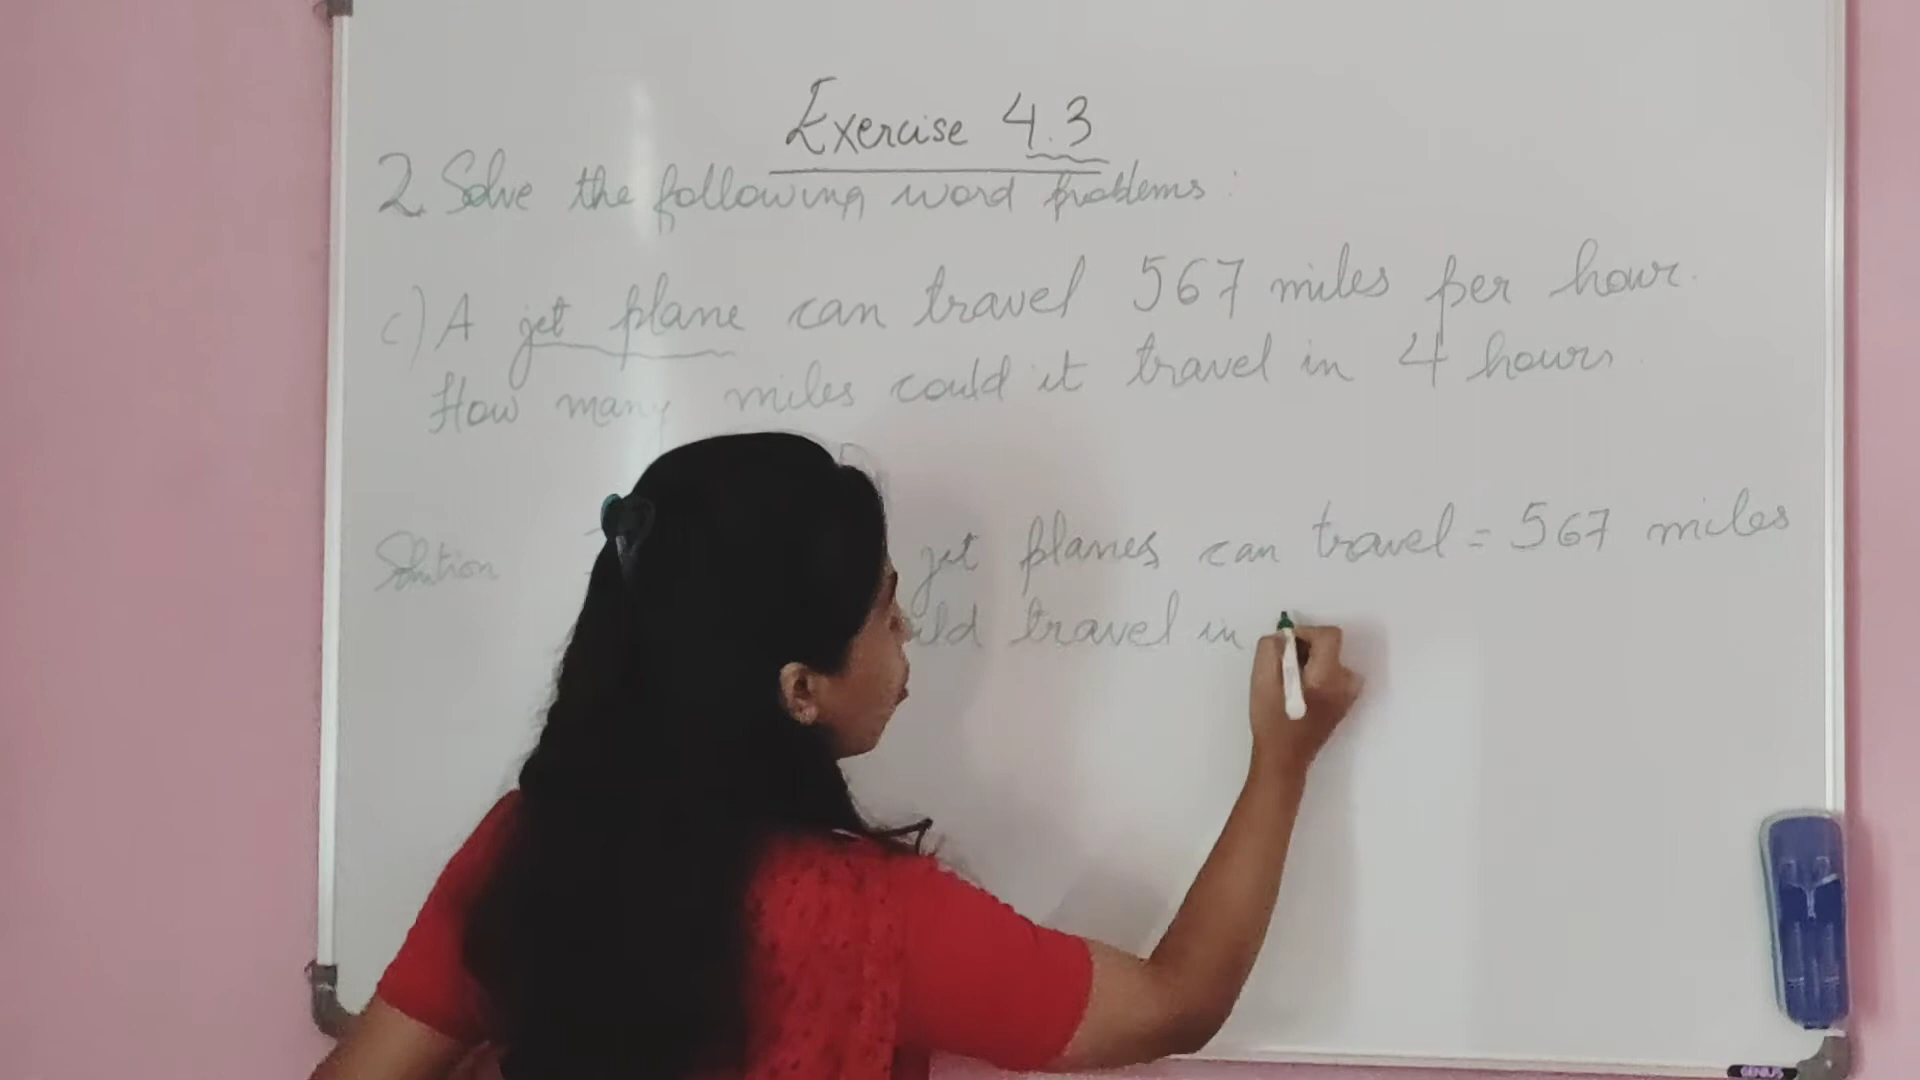 Exercise 4.3
2. Solve the following word problems:
c) A jet plane can travel 567 miles per hour.
How many miles could it travel in 4 hours
Solution jet planes can travel = 567 miles
travel in
GENIUS